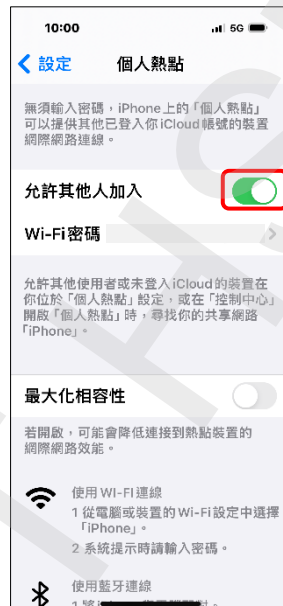 10:00
5G
設定
個人熱點
無須輸入密碼，iPhone上的「個人熱點」
可以提供其他已登入你iCloud帳號的裝置
網際網路連線。
允許其他人加入
Wi-Fi密碼
允許其他使用者或未登入iCloud的裝置在
你位於「個人熱點」設定，或在「控制中心」
開啟「個人熱點」時，尋找你的共享網路
「iPhone」。
最大化相容性
若開啟，可能會降低連接到熱點裝置的
網際網路效能。
使用WI-FI連線
1 從電腦或裝置的Wi-Fi設定中選擇
「iPhone」。
2 系統提示時請輸入密碼。
使用藍牙連線
1 將